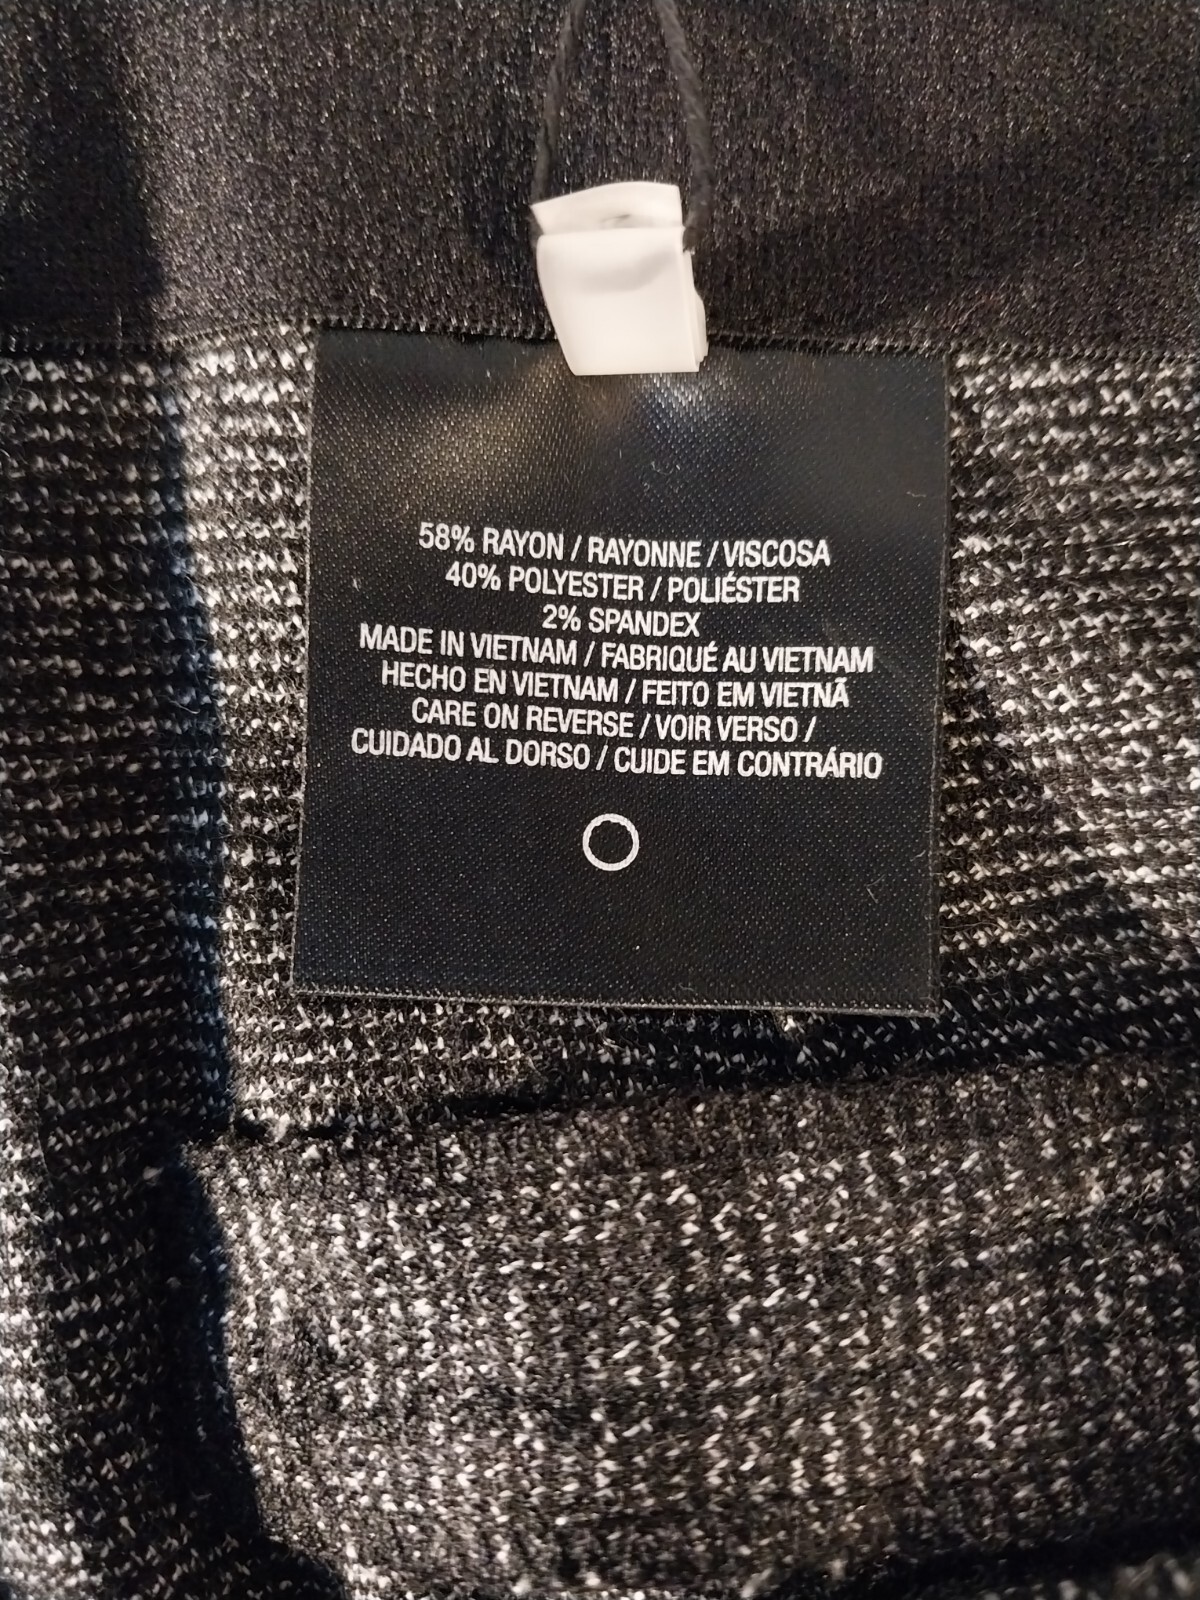 58% RAYON / RAYONNE / VISCOSA
40% POLYESTER / POLIÉSTER
2% SPANDEX
MADE IN VIETNAM / FABRIQUÉ AU VIETNAM
HECHO EN VIETNAM / FEITO EM VIETNÃ
CARE ON REVERSE / VOIR VERSO /
CUIDADO AL DORSO / CUIDE EM CONTRÁRIO